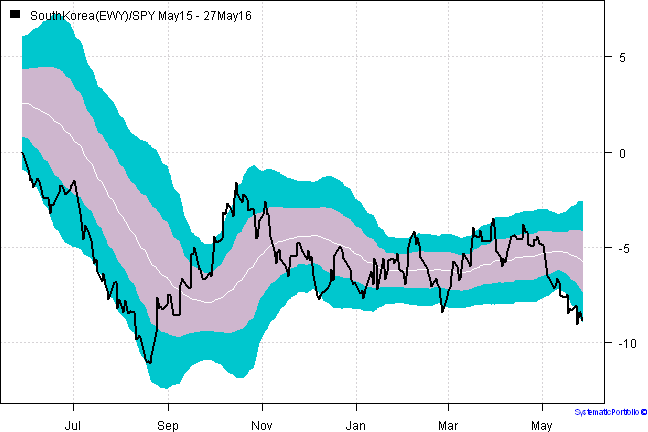 SouthKorea(EWY)/SPY May15 - 27May16
5
0
-5
-10
Jul Sep Nov Jan Mar May
SystematicPortfolio ©